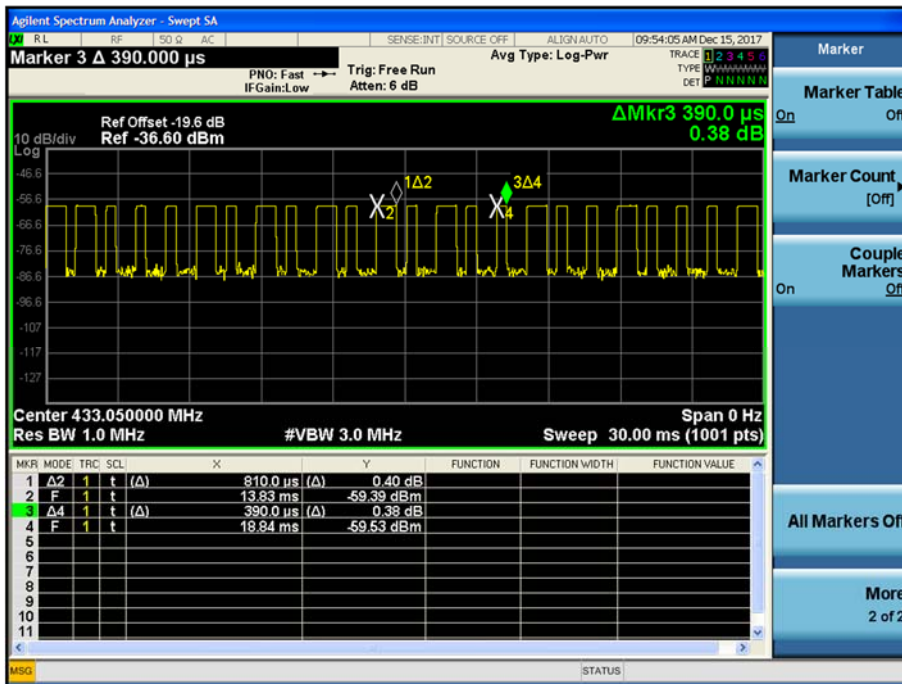 Agilent Spectrum Analyzer - Swept SA
LXI RL RF 50 Ω AC SENSE:INT SOURCE OFF ALIGN AUTO 09:54:05 AM Dec 15, 2017
Marker 3 Δ 390.000 µs
Avg Type: Log-Pwr
TRACE 1 2 3 4 5 6
PNO: Fast
Trig: Free Run
TYPE
IFGain:Low
Atten: 6 dB
DET P N N N N N
ΔMkr3 390.0 µs
0.38 dB
Ref Offset -19.6 dB
10 dB/div
Ref -36.60 dBm
Log
-46.6
-56.6
-66.6
-76.6
-86.6
-96.6
-107
-117
-127
1Δ2
3Δ4
2
4
Center 433.050000 MHz
Span 0 Hz
Res BW 1.0 MHz
#VBW 3.0 MHz
Sweep 30.00 ms (1001 pts)
MKR MODE TRC SCL X Y FUNCTION FUNCTION WIDTH FUNCTION VALUE
1 Δ2 1 t (Δ) 810.0 µs (Δ) 0.40 dB
2 F 1 t 13.83 ms -59.39 dBm
3 Δ4 1 t (Δ) 390.0 µs (Δ) 0.38 dB
4 F 1 t 18.84 ms -59.53 dBm
5
6
7
8
9
10
11
MSG
STATUS
Marker
Marker Table
On Off
Marker Count
[Off]
Couple
Markers
On Off
All Markers Off
More
2 of 2